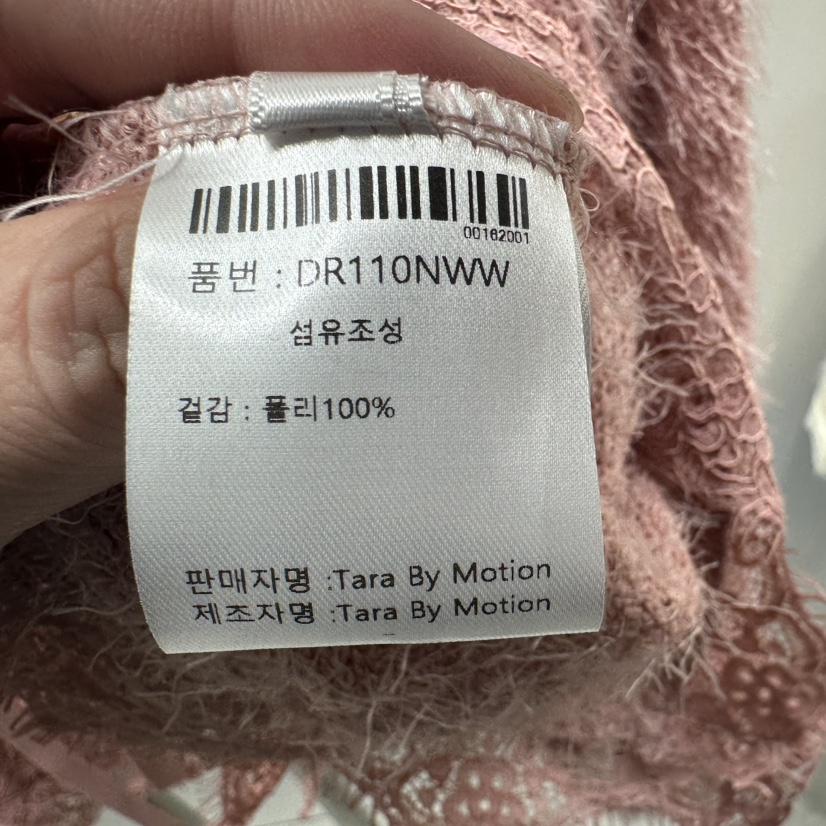 00182001
품번 : DR110NWW
섬유조성
겉감 : 폴리100%
판매자명 :Tara By Motion
제조자명 :Tara By Motion